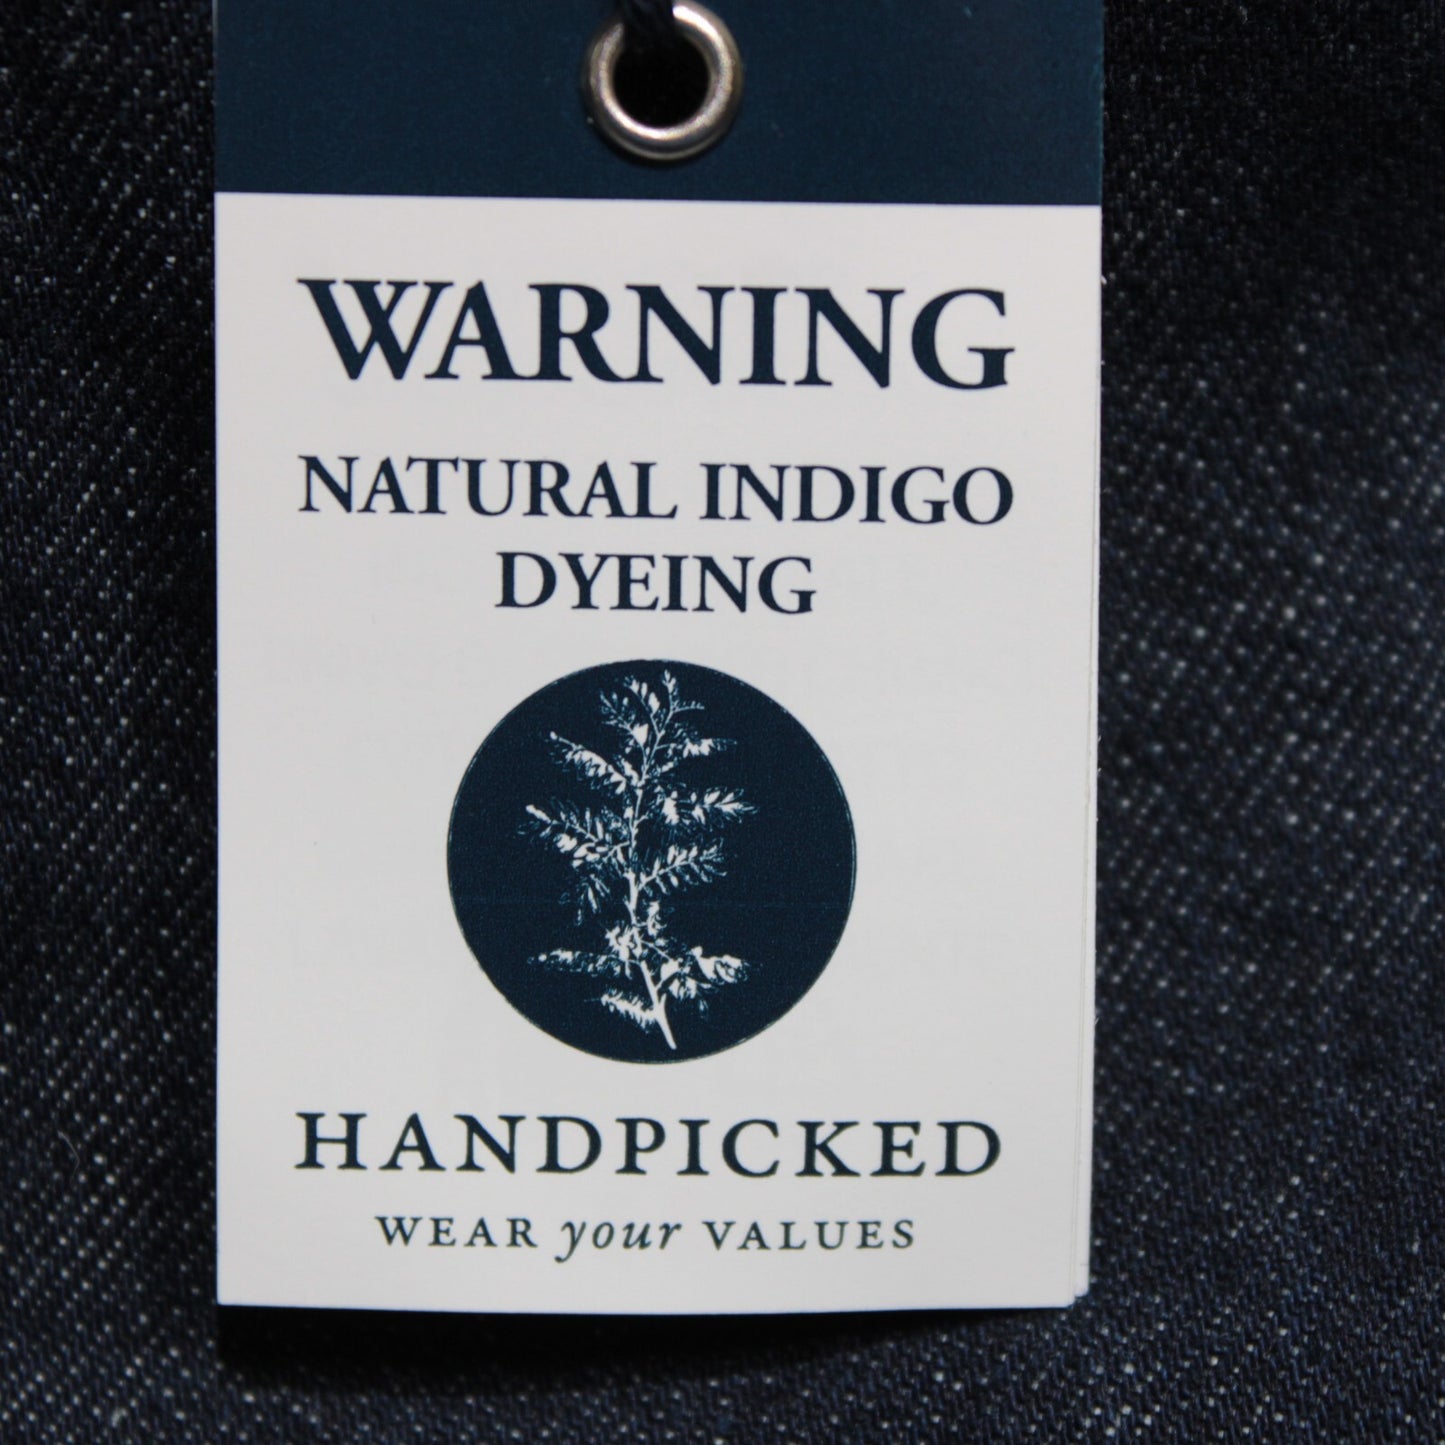 WARNING
NATURAL INDIGO
DYEING
HANDPICKED
WEAR your VALUES